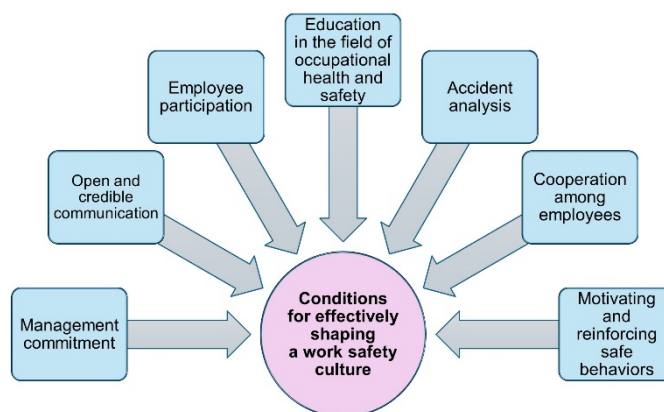 Education
in the field of
occupational
health and
safety
Employee
participation
Accident
analysis
Open and
credible
communication
Cooperation
among
employees
Management
commitment
Conditions
for effectively
shaping
a work safety
culture
Motivating
and
reinforcing
safe
behaviors